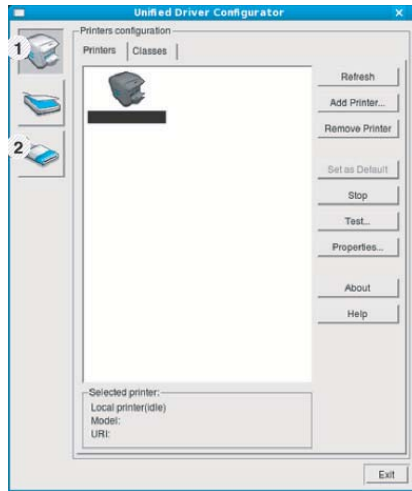 Unified Driver Configurator
Printers configuration
1
Printers
Classes
Refresh
Add Printer...
Remove Printer
2
Set as Default
Stop
Test...
Properties...
About
Help
Selected printer:
Local printer(idle)
Model:
URI:
Exit